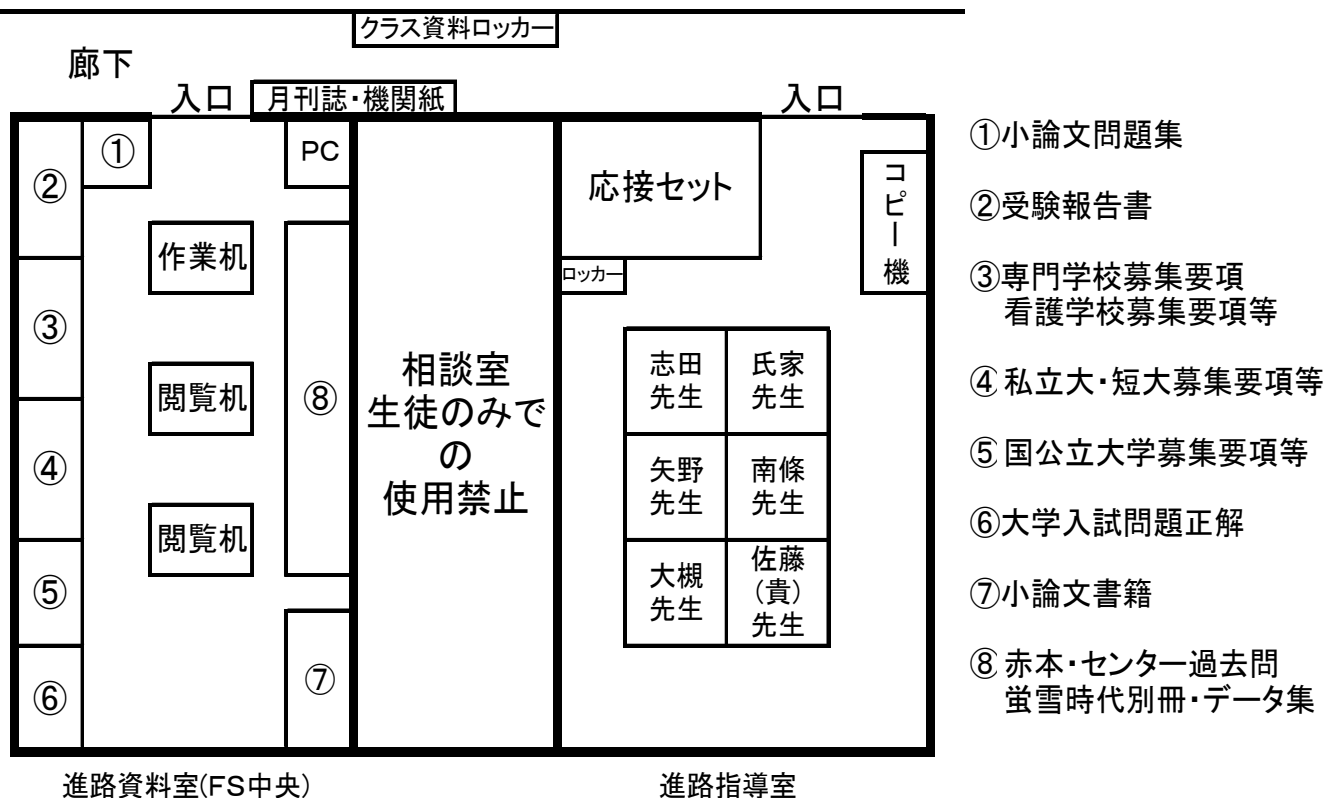 クラス資料ロッカー
廊下
入口
月刊誌・機関紙
入口
②
①
PC
作業机
③
閲覧机
⑧
④
閲覧机
⑤
⑥
⑦
相談室
生徒のみで
の
使用禁止
応接セット
ロッカー
コピー機
志田
先生
氏家
先生
矢野
先生
南條
先生
大槻
先生
佐藤
(貴)
先生
進路資料室(FS中央)
進路指導室
①小論文問題集
②受験報告書
③専門学校募集要項
看護学校募集要項等
④私立大・短大募集要項等
⑤国公立大学募集要項等
⑥大学入試問題正解
⑦小論文書籍
⑧赤本・センター過去問
蛍雪時代別冊・データ集